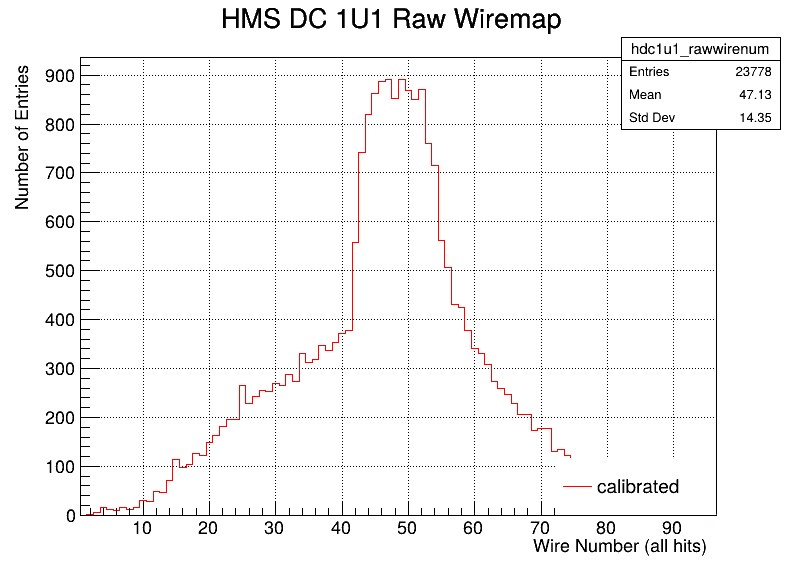 HMS DC 1U1 Raw Wiremap
hdc1u1_rawwirenum
Entries 23778
Mean 47.13
Std Dev 14.35
Number of Entries
900
800
700
600
500
400
300
200
100
0
calibrated
10 20 30 40 50 60 70 80 90
Wire Number (all hits)